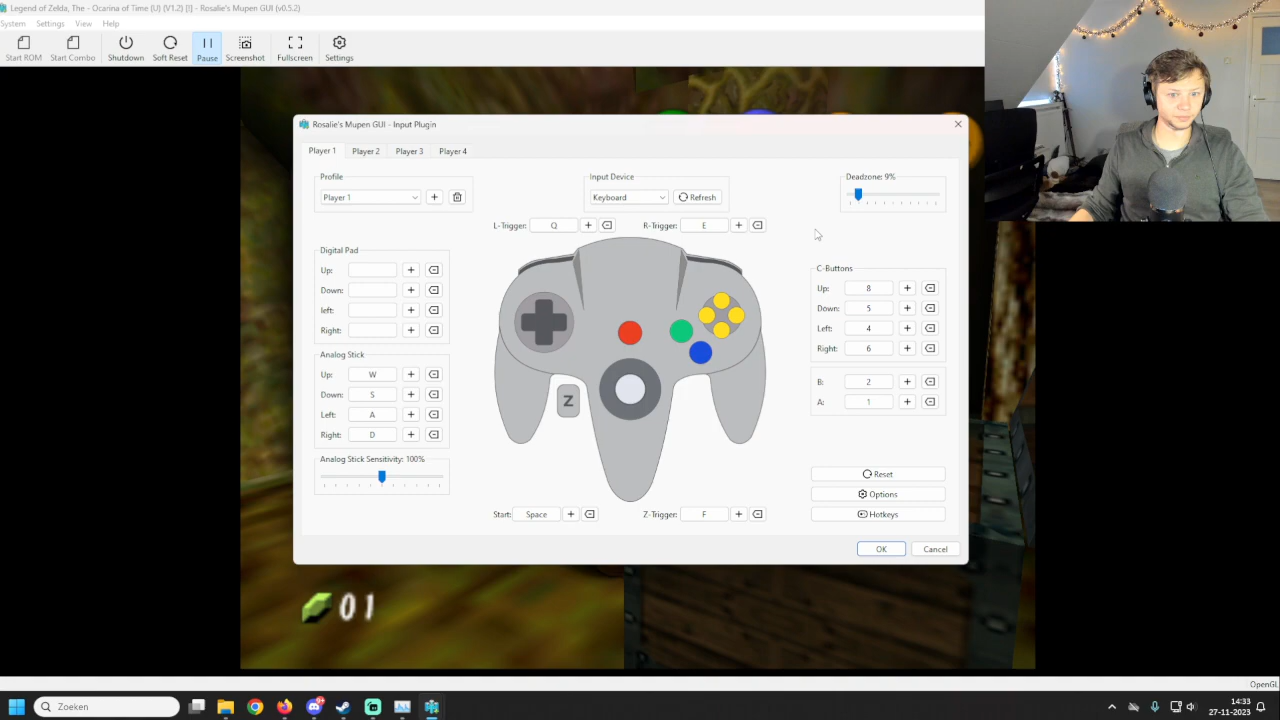 Legend of Zelda, The - Ocarina of Time (U) (V1.2) [!] - Rosalie's Mupen GUI (v0.5.2)
System Settings View Help
Start ROM Start Combo Shutdown Soft Reset Pause Screenshot Fullscreen Settings
Rosalie's Mupen GUI - Input Plugin
Player 1 Player 2 Player 3 Player 4
Profile
Player 1
Input Device
Keyboard
Refresh
Deadzone: 9%
L-Trigger: Q
R-Trigger: E
Digital Pad
Up:
Down:
left:
Right:
Analog Stick
Up: W
Down: S
Left: A
Right: D
Analog Stick Sensitivity: 100%
Z
C-Buttons
Up: 8
Down: 5
Left: 4
Right: 6
B: 2
A: 1
Reset
Options
Hotkeys
Start: Space
Z-Trigger: F
OK Cancel
01
OpenGL
Zoeken
14:33
27-11-2023